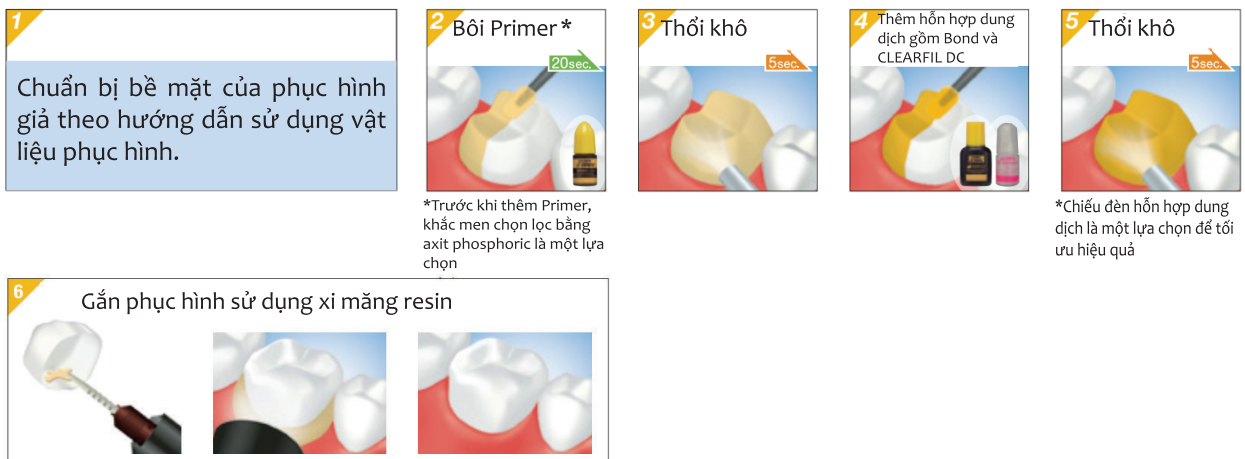 1
Chuẩn bị bề mặt của phục hình
giả theo hướng dẫn sử dụng vật
liệu phục hình.
2 Bôi Primer*
20sec.
*Trước khi thêm Primer,
khắc men chọn lọc bằng
axit phosphoric là một lựa
chọn
3 Thổi khô
5sec.
4 Thêm hỗn hợp dung
dịch gồm Bond và
CLEARFIL DC
5 Thổi khô
5sec.
*Chiếu đèn hỗn hợp dung
dịch là một lựa chọn để tối
ưu hiệu quả
6
Gắn phục hình sử dụng xi măng resin